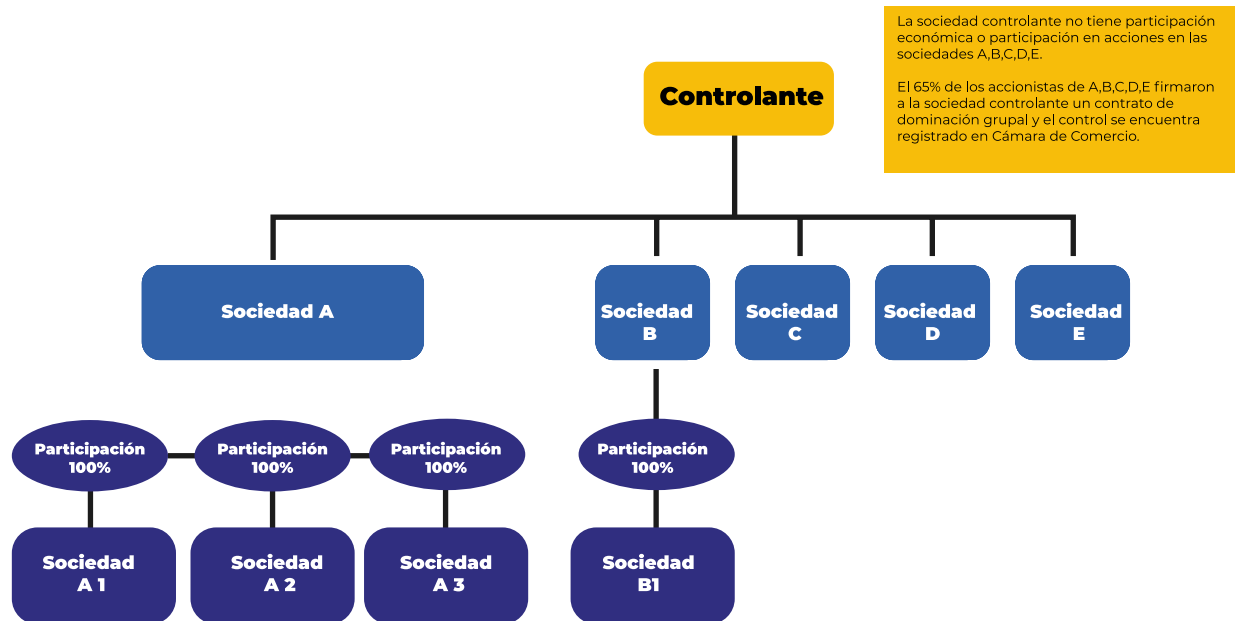 La sociedad controlante no tiene participación
económica o participación en acciones en las
sociedades A,B,C,D,E.
El 65% de los accionistas de A,B,C,D,E firmaron
a la sociedad controlante un contrato de
dominación grupal y el control se encuentra
registrado en Cámara de Comercio.
Controlante
Sociedad A
Sociedad
B
Sociedad
C
Sociedad
D
Sociedad
E
Participación
100%
Participación
100%
Participación
100%
Participación
100%
Sociedad
A 1
Sociedad
A 2
Sociedad
A 3
Sociedad
B1